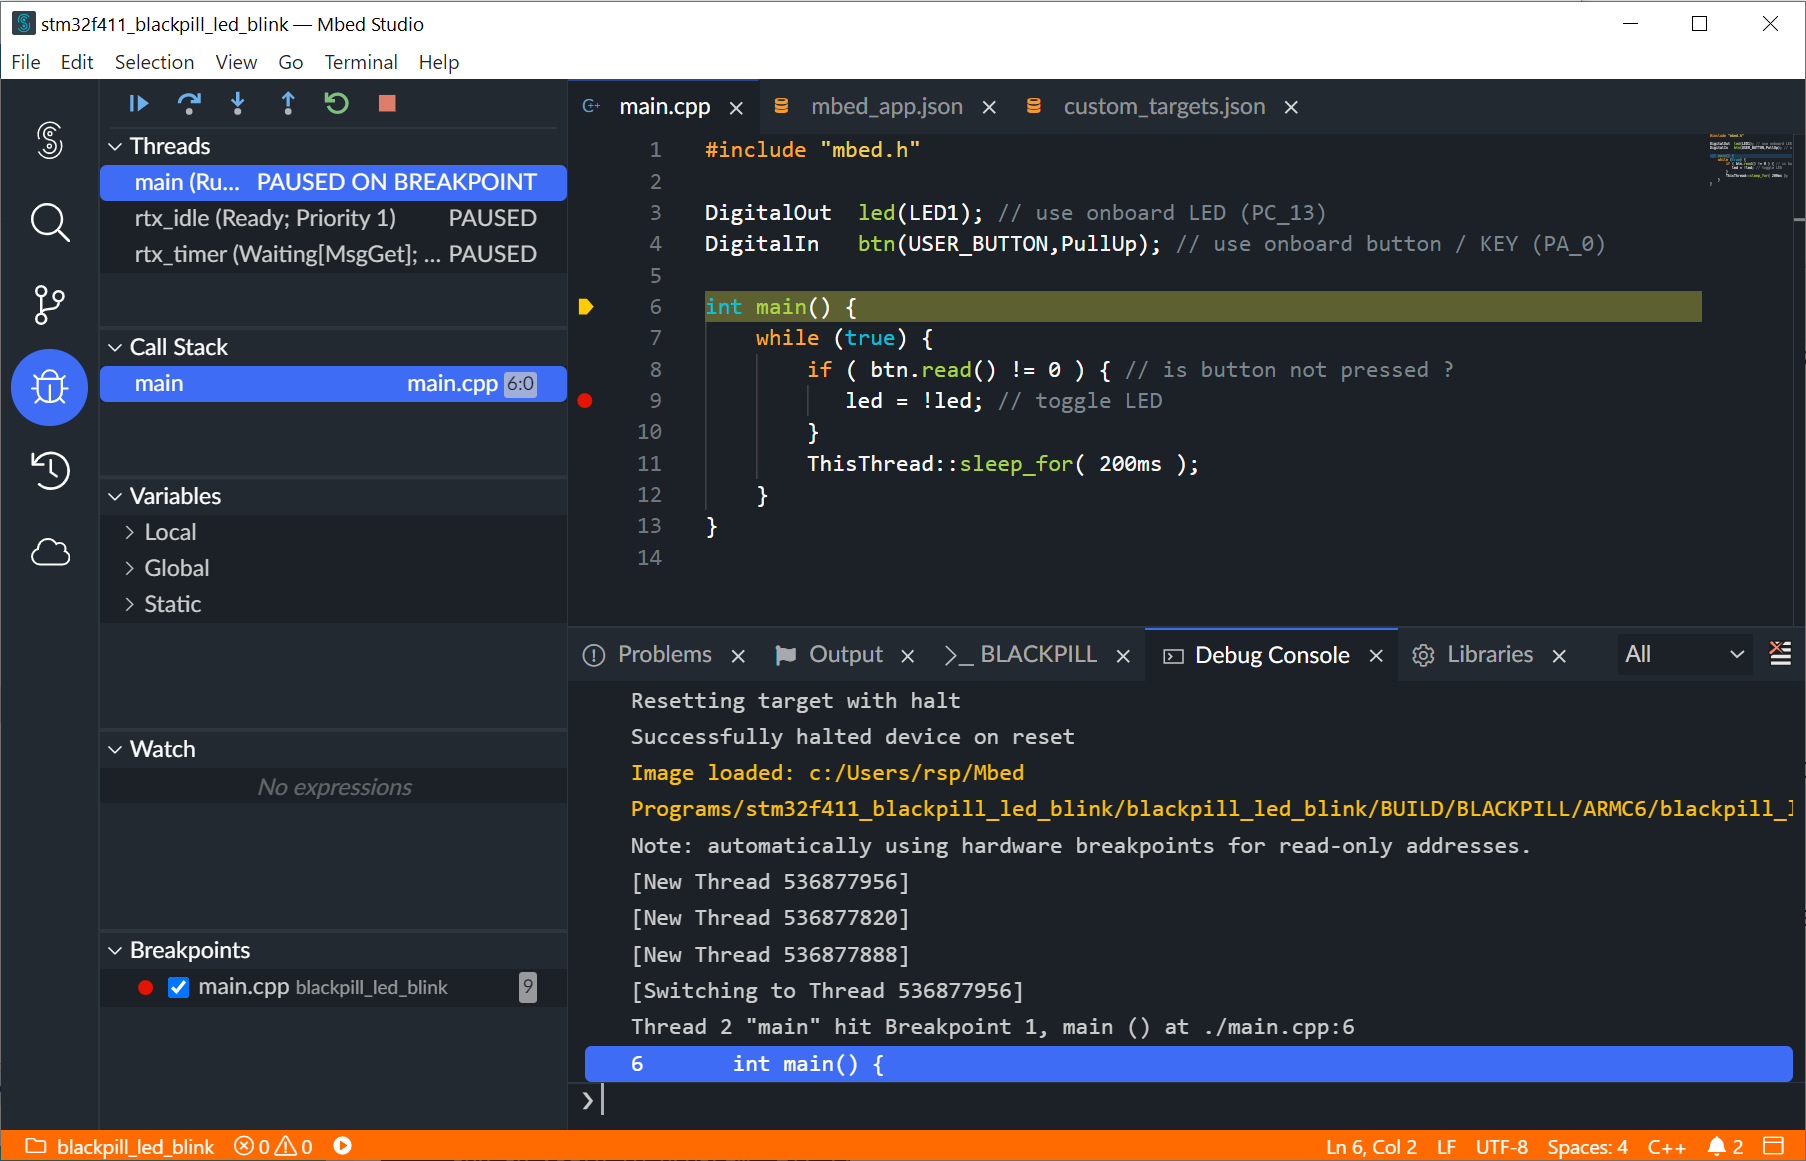 stm32f411_blackpill_led_blink — Mbed Studio
File Edit Selection View Go Terminal Help
Threads
main (Ru... PAUSED ON BREAKPOINT
rtx_idle (Ready; Priority 1) PAUSED
rtx_timer (Waiting[MsgGet]; ... PAUSED
Call Stack
main main.cpp 6:0
Variables
Local
Global
Static
Watch
No expressions
Breakpoints
main.cpp blackpill_led_blink 9
main.cpp mbed_app.json custom_targets.json
1 #include "mbed.h"
2
3 DigitalOut led(LED1); // use onboard LED (PC_13)
4 DigitalIn btn(USER_BUTTON,PullUp); // use onboard button / KEY (PA_0)
5
6 int main() {
7 while (true) {
8 if ( btn.read() != 0 ) { // is button not pressed ?
9 led = !led; // toggle LED
10 }
11 ThisThread::sleep_for( 200ms );
12 }
13 }
14
Problems Output >_ BLACKPILL Debug Console Libraries All
Resetting target with halt
Successfully halted device on reset
Image loaded: c:/Users/rsp/Mbed
Programs/stm32f411_blackpill_led_blink/blackpill_led_blink/BUILD/BLACKPILL/ARMC6/blackpill_l
Note: automatically using hardware breakpoints for read-only addresses.
[New Thread 536877956]
[New Thread 536877820]
[New Thread 536877888]
[Switching to Thread 536877956]
Thread 2 "main" hit Breakpoint 1, main () at ./main.cpp:6
6 int main() {
❯
blackpill_led_blink 0 0 Ln 6, Col 2 LF UTF-8 Spaces: 4 C++ 2